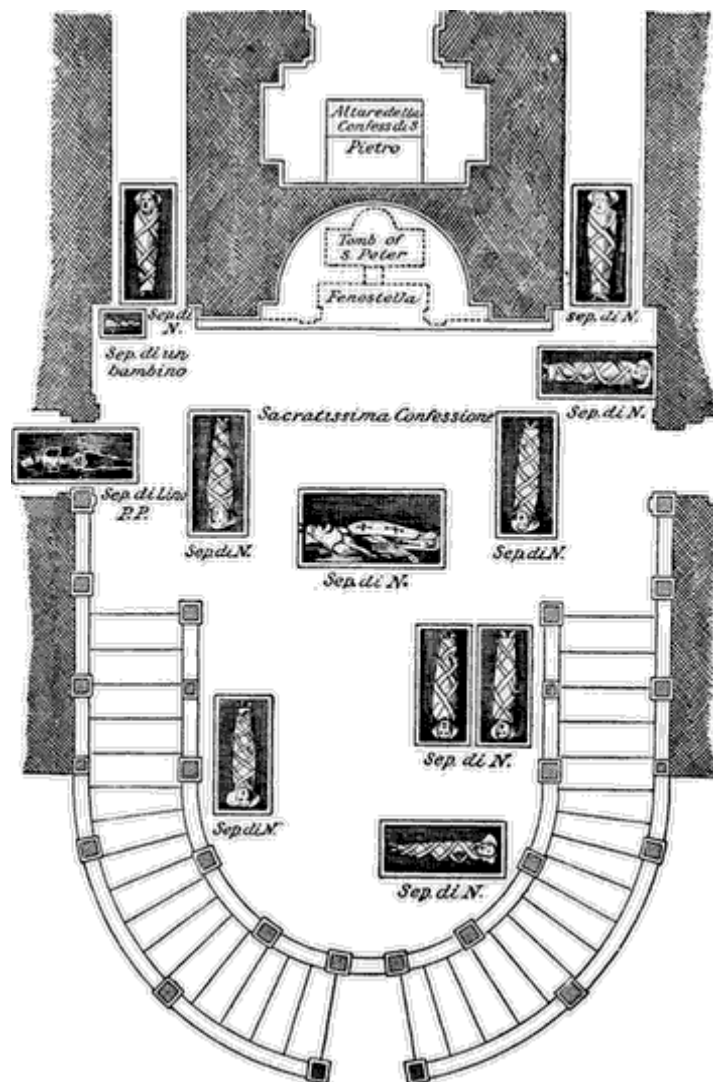 Altare della
Confess di S
Pietro
Tomb of
S. Peter
Fenestella
Sep. di
N.
Sep. di N.
Sep. di un
bambino
Sep. di N.
Sacratissima Confessione
Sep. di Lino
P.P.
Sep. di N.
Sep. di N.
Sep. di N.
Sep. di N.
Sep. di N.
Sep. di N.